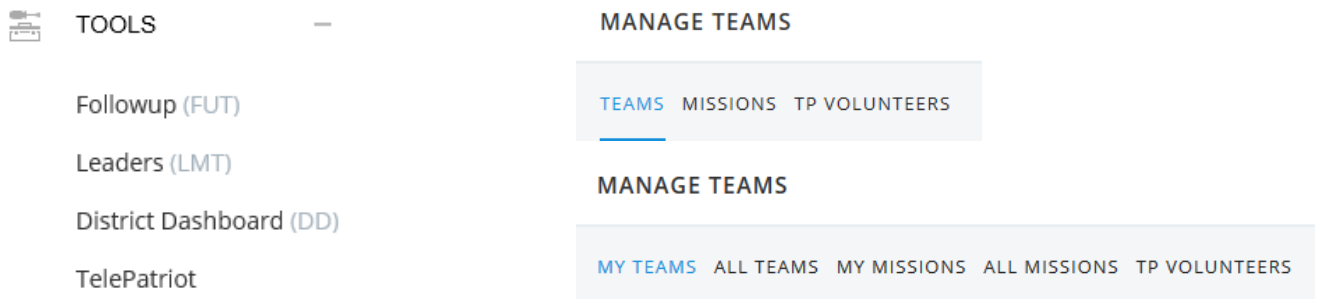 TOOLS
Followup (FUT)
Leaders (LMT)
District Dashboard (DD)
TelePatriot
MANAGE TEAMS
TEAMS MISSIONS TP VOLUNTEERS
MANAGE TEAMS
MY TEAMS ALL TEAMS MY MISSIONS ALL MISSIONS TP VOLUNTEERS